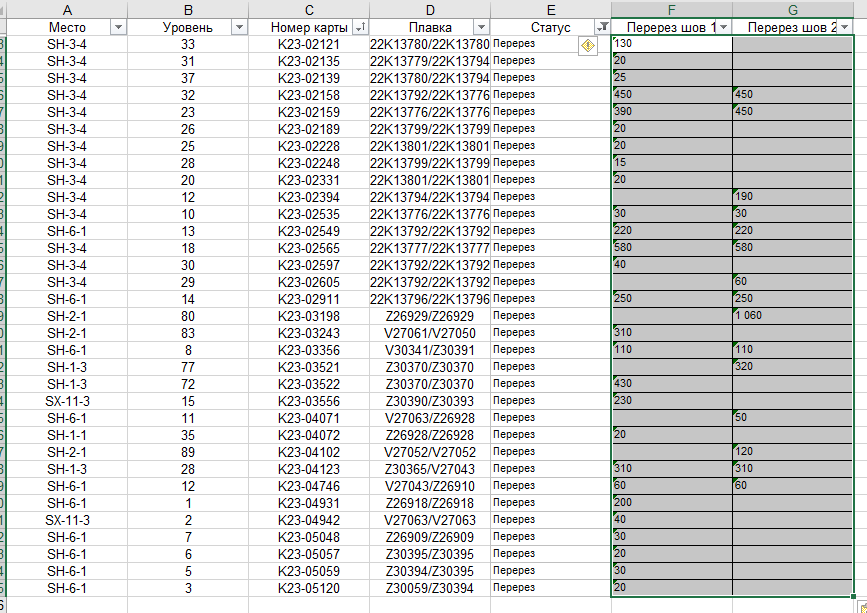 A B C D E F G
Место Уровень Номер карты Плавка Статус Перерез шов 1 Перерез шов 2
SH-3-4 33 K23-02121 22K13780/22K13780 Перерез 130
SH-3-4 31 K23-02135 22K13779/22K13794 Перерез 20
SH-3-4 37 K23-02139 22K13780/22K13794 Перерез 25
SH-3-4 32 K23-02158 22K13792/22K13776 Перерез 450 450
SH-3-4 23 K23-02159 22K13776/22K13776 Перерез 390 450
SH-3-4 26 K23-02189 22K13799/22K13799 Перерез 20
SH-3-4 25 K23-02228 22K13801/22K13801 Перерез 20
SH-3-4 28 K23-02248 22K13799/22K13799 Перерез 15
SH-3-4 20 K23-02331 22K13801/22K13801 Перерез 20
SH-3-4 12 K23-02394 22K13794/22K13794 Перерез 190
SH-3-4 10 K23-02535 22K13776/22K13776 Перерез 30 30
SH-6-1 13 K23-02549 22K13792/22K13792 Перерез 220 220
SH-3-4 18 K23-02565 22K13777/22K13777 Перерез 580 580
SH-3-4 30 K23-02597 22K13792/22K13792 Перерез 40
SH-3-4 29 K23-02605 22K13792/22K13792 Перерез 60
SH-6-1 14 K23-02911 22K13796/22K13796 Перерез 250 250
SH-2-1 80 K23-03198 Z26929/Z26929 Перерез 1 060
SH-2-1 83 K23-03243 V27061/V27050 Перерез 310
SH-6-1 8 K23-03356 V30341/Z30391 Перерез 110 110
SH-1-3 77 K23-03521 Z30370/Z30370 Перерез 320
SH-1-3 72 K23-03522 Z30370/Z30370 Перерез 430
SX-11-3 15 K23-03556 Z30390/Z30393 Перерез 230
SH-6-1 11 K23-04071 V27063/Z26928 Перерез 50
SH-1-1 35 K23-04072 Z26928/Z26928 Перерез 20
SH-2-1 89 K23-04102 V27052/V27052 Перерез 120
SH-1-3 28 K23-04123 Z30365/V27043 Перерез 310 310
SH-6-1 12 K23-04746 V27043/Z26910 Перерез 60 60
SH-6-1 1 K23-04931 Z26918/Z26918 Перерез 200
SX-11-3 2 K23-04942 V27063/V27063 Перерез 40
SH-6-1 7 K23-05048 Z26909/Z26909 Перерез 30
SH-6-1 6 K23-05057 Z30395/Z30395 Перерез 20
SH-6-1 5 K23-05059 Z30394/Z30395 Перерез 30
SH-6-1 3 K23-05120 Z30059/Z30394 Перерез 20